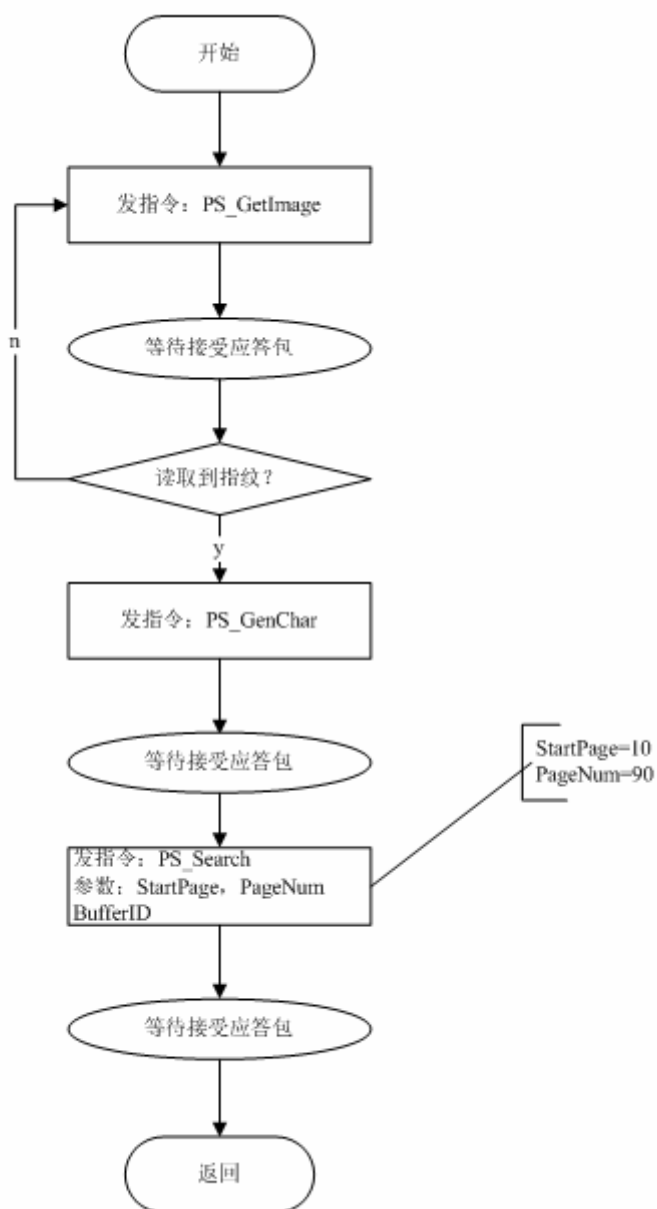 开始
发指令：PS_GetImage
n
等待接受应答包
读取到指纹？
y
发指令：PS_GenChar
等待接受应答包
StartPage=10
PageNum=90
发指令：PS_Search
参数：StartPage，PageNum
BufferID
等待接受应答包
返回